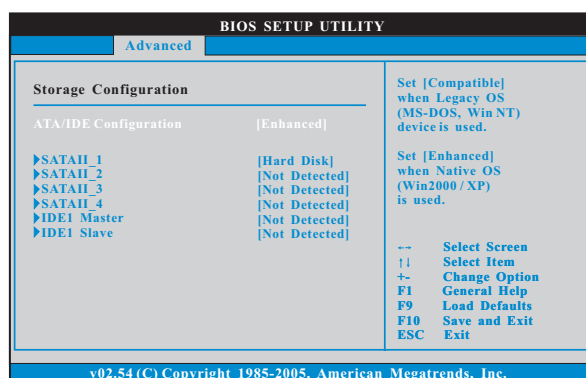 BIOS SETUP UTILITY
Advanced
Storage Configuration
ATA/IDE Configuration [Enhanced]
SATAII_1 [Hard Disk]
SATAII_2 [Not Detected]
SATAII_3 [Not Detected]
SATAII_4 [Not Detected]
IDE1 Master [Not Detected]
IDE1 Slave [Not Detected]
Set [Compatible]
when Legacy OS
(MS-DOS, Win NT)
device is used.
Set [Enhanced]
when Native OS
(Win2000 / XP)
is used.
←→ Select Screen
↑↓ Select Item
+- Change Option
F1 General Help
F9 Load Defaults
F10 Save and Exit
ESC Exit
v02.54 (C) Copyright 1985-2005, American Megatrends, Inc.